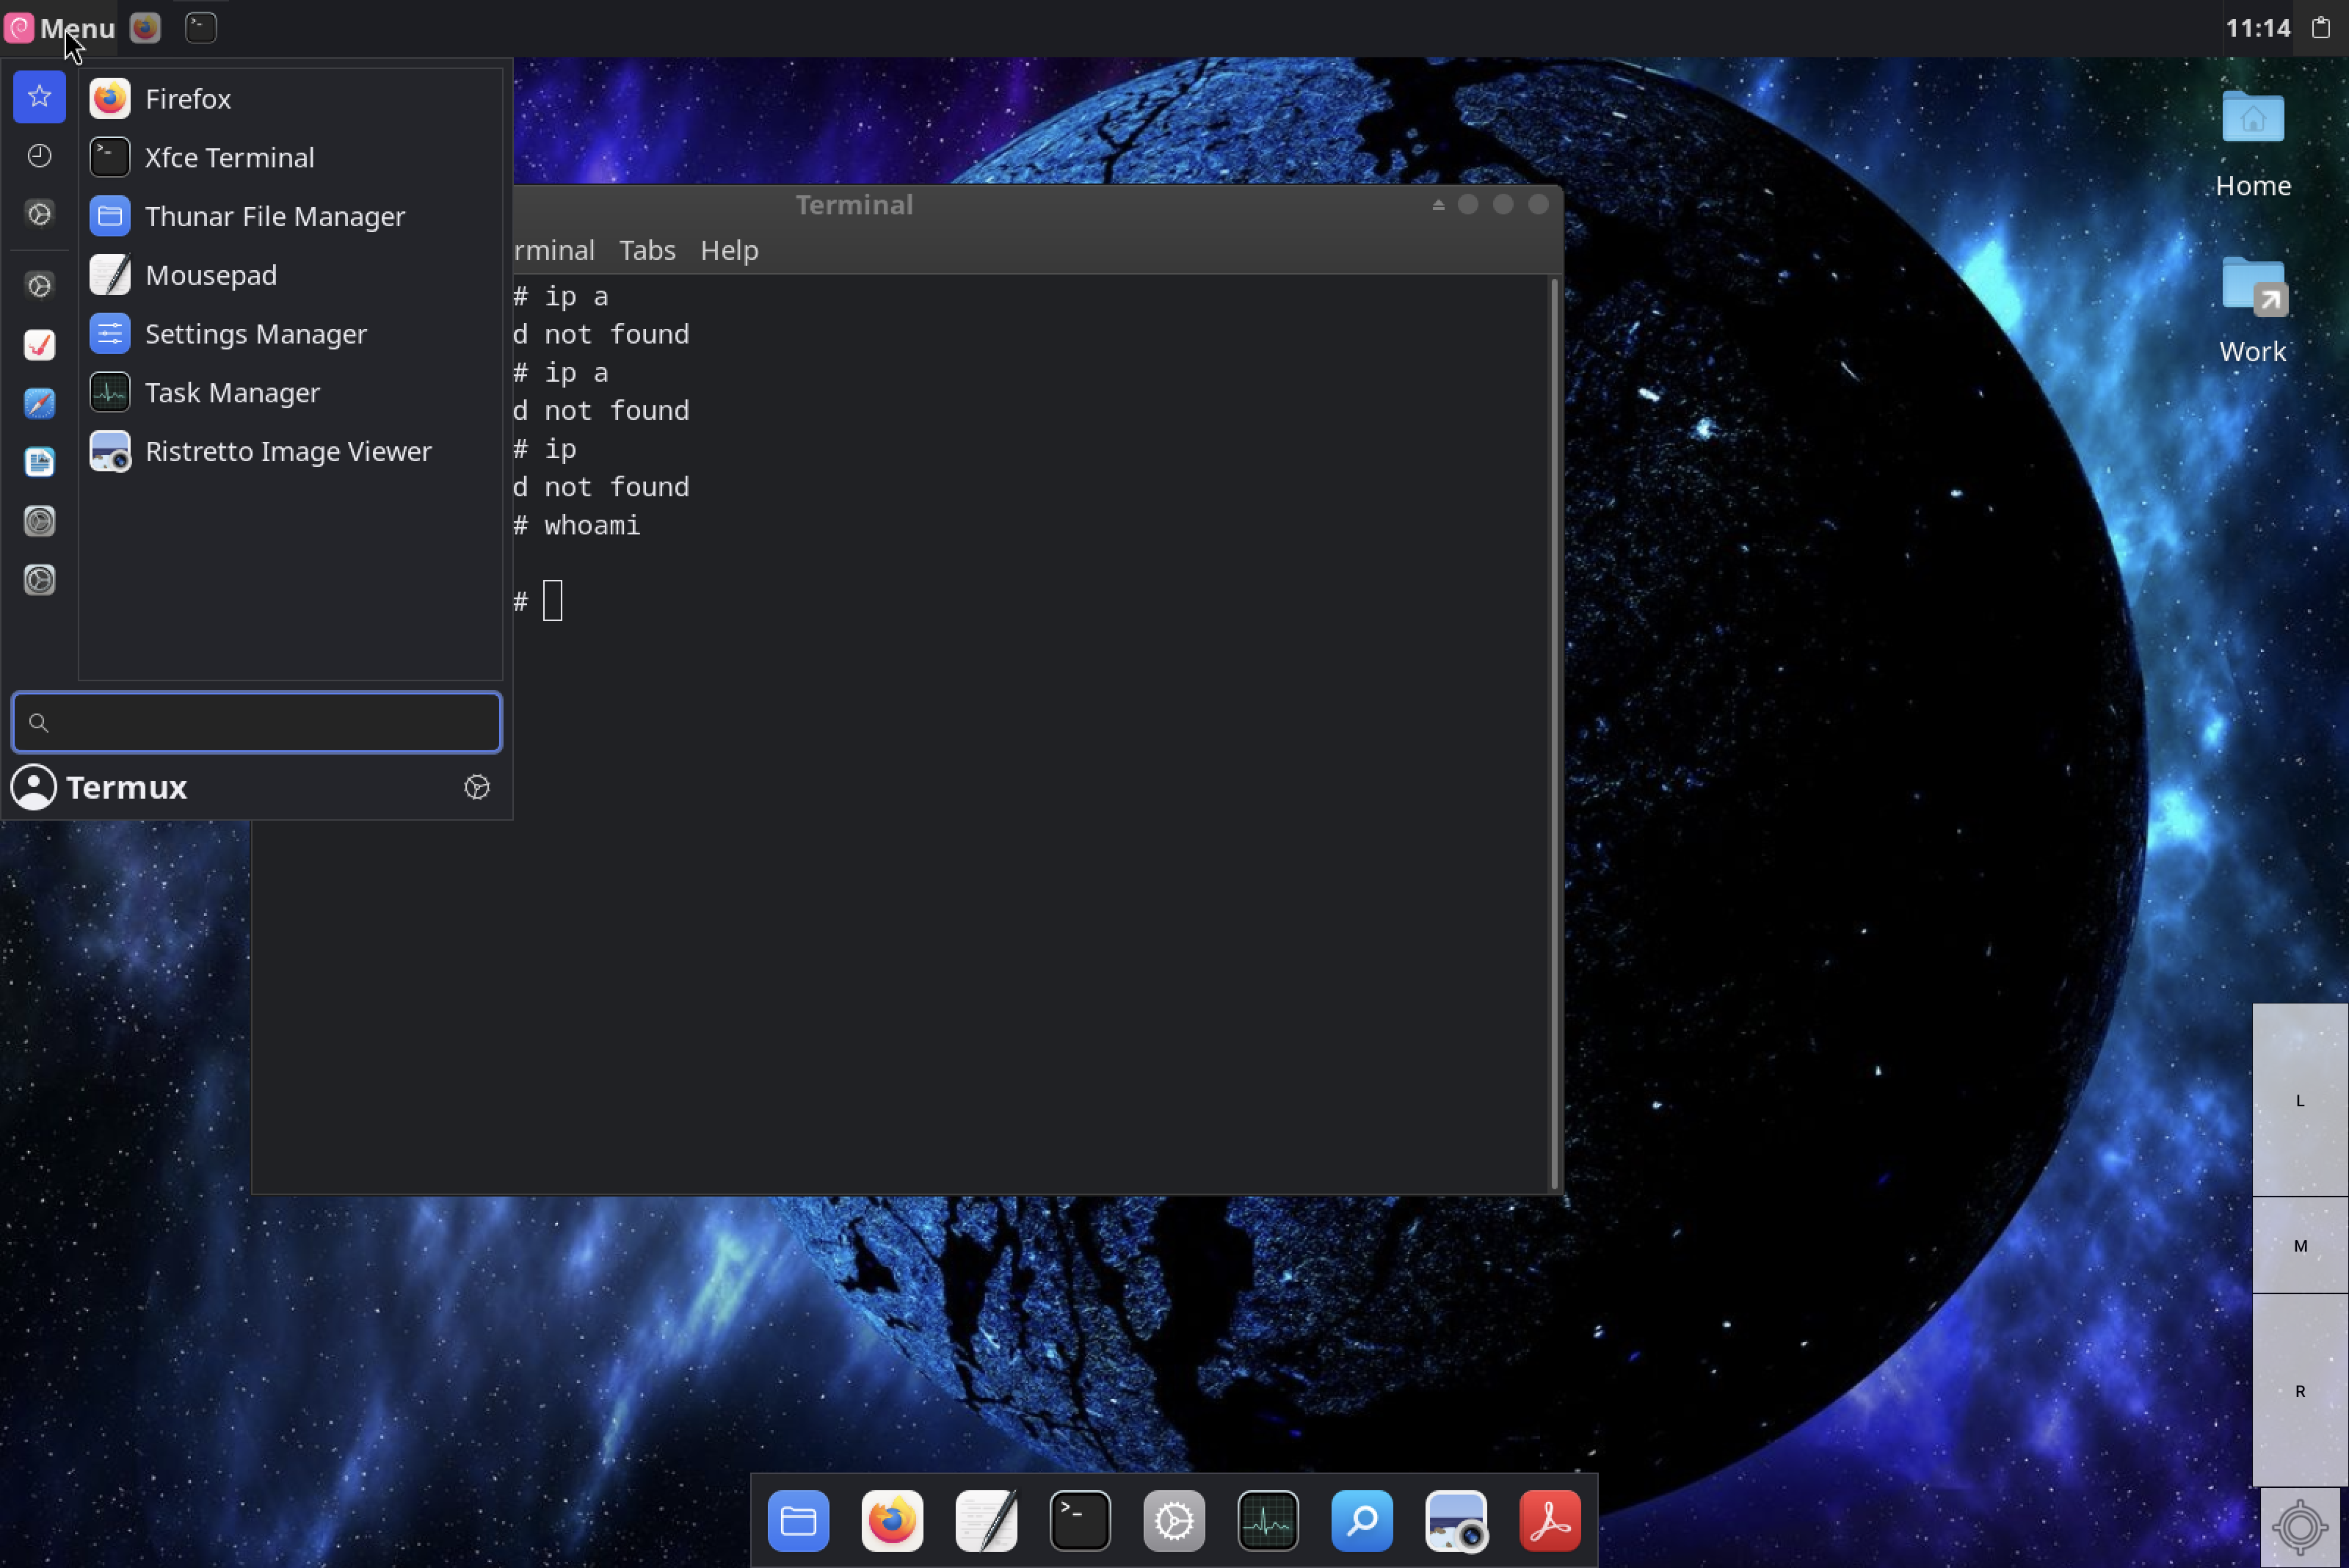 Menu
11:14
Firefox
Xfce Terminal
Thunar File Manager
Mousepad
Settings Manager
Task Manager
Ristretto Image Viewer
Termux
Terminal
rminal Tabs Help
# ip a
d not found
# ip a
d not found
# ip
d not found
# whoami
#
Home
Work
L
M
R